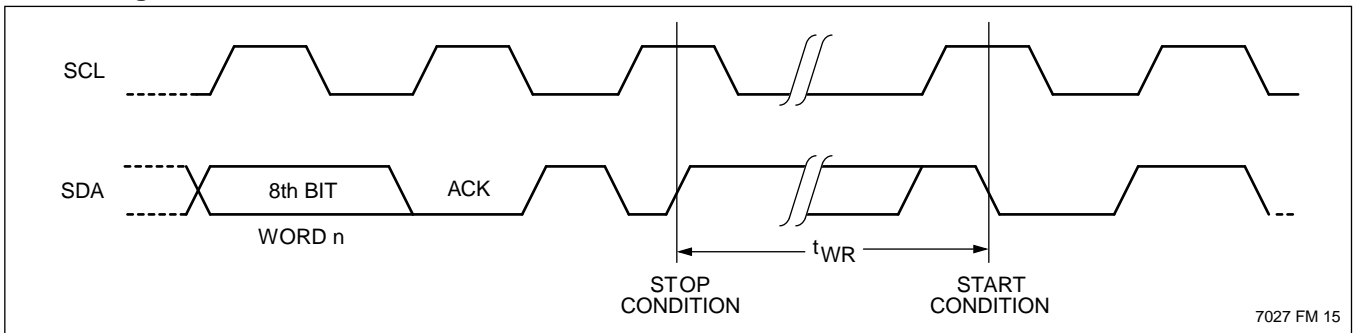 SCL
SDA
8th BIT
ACK
WORD n
tWR
STOP
CONDITION
START
CONDITION
7027 FM 15